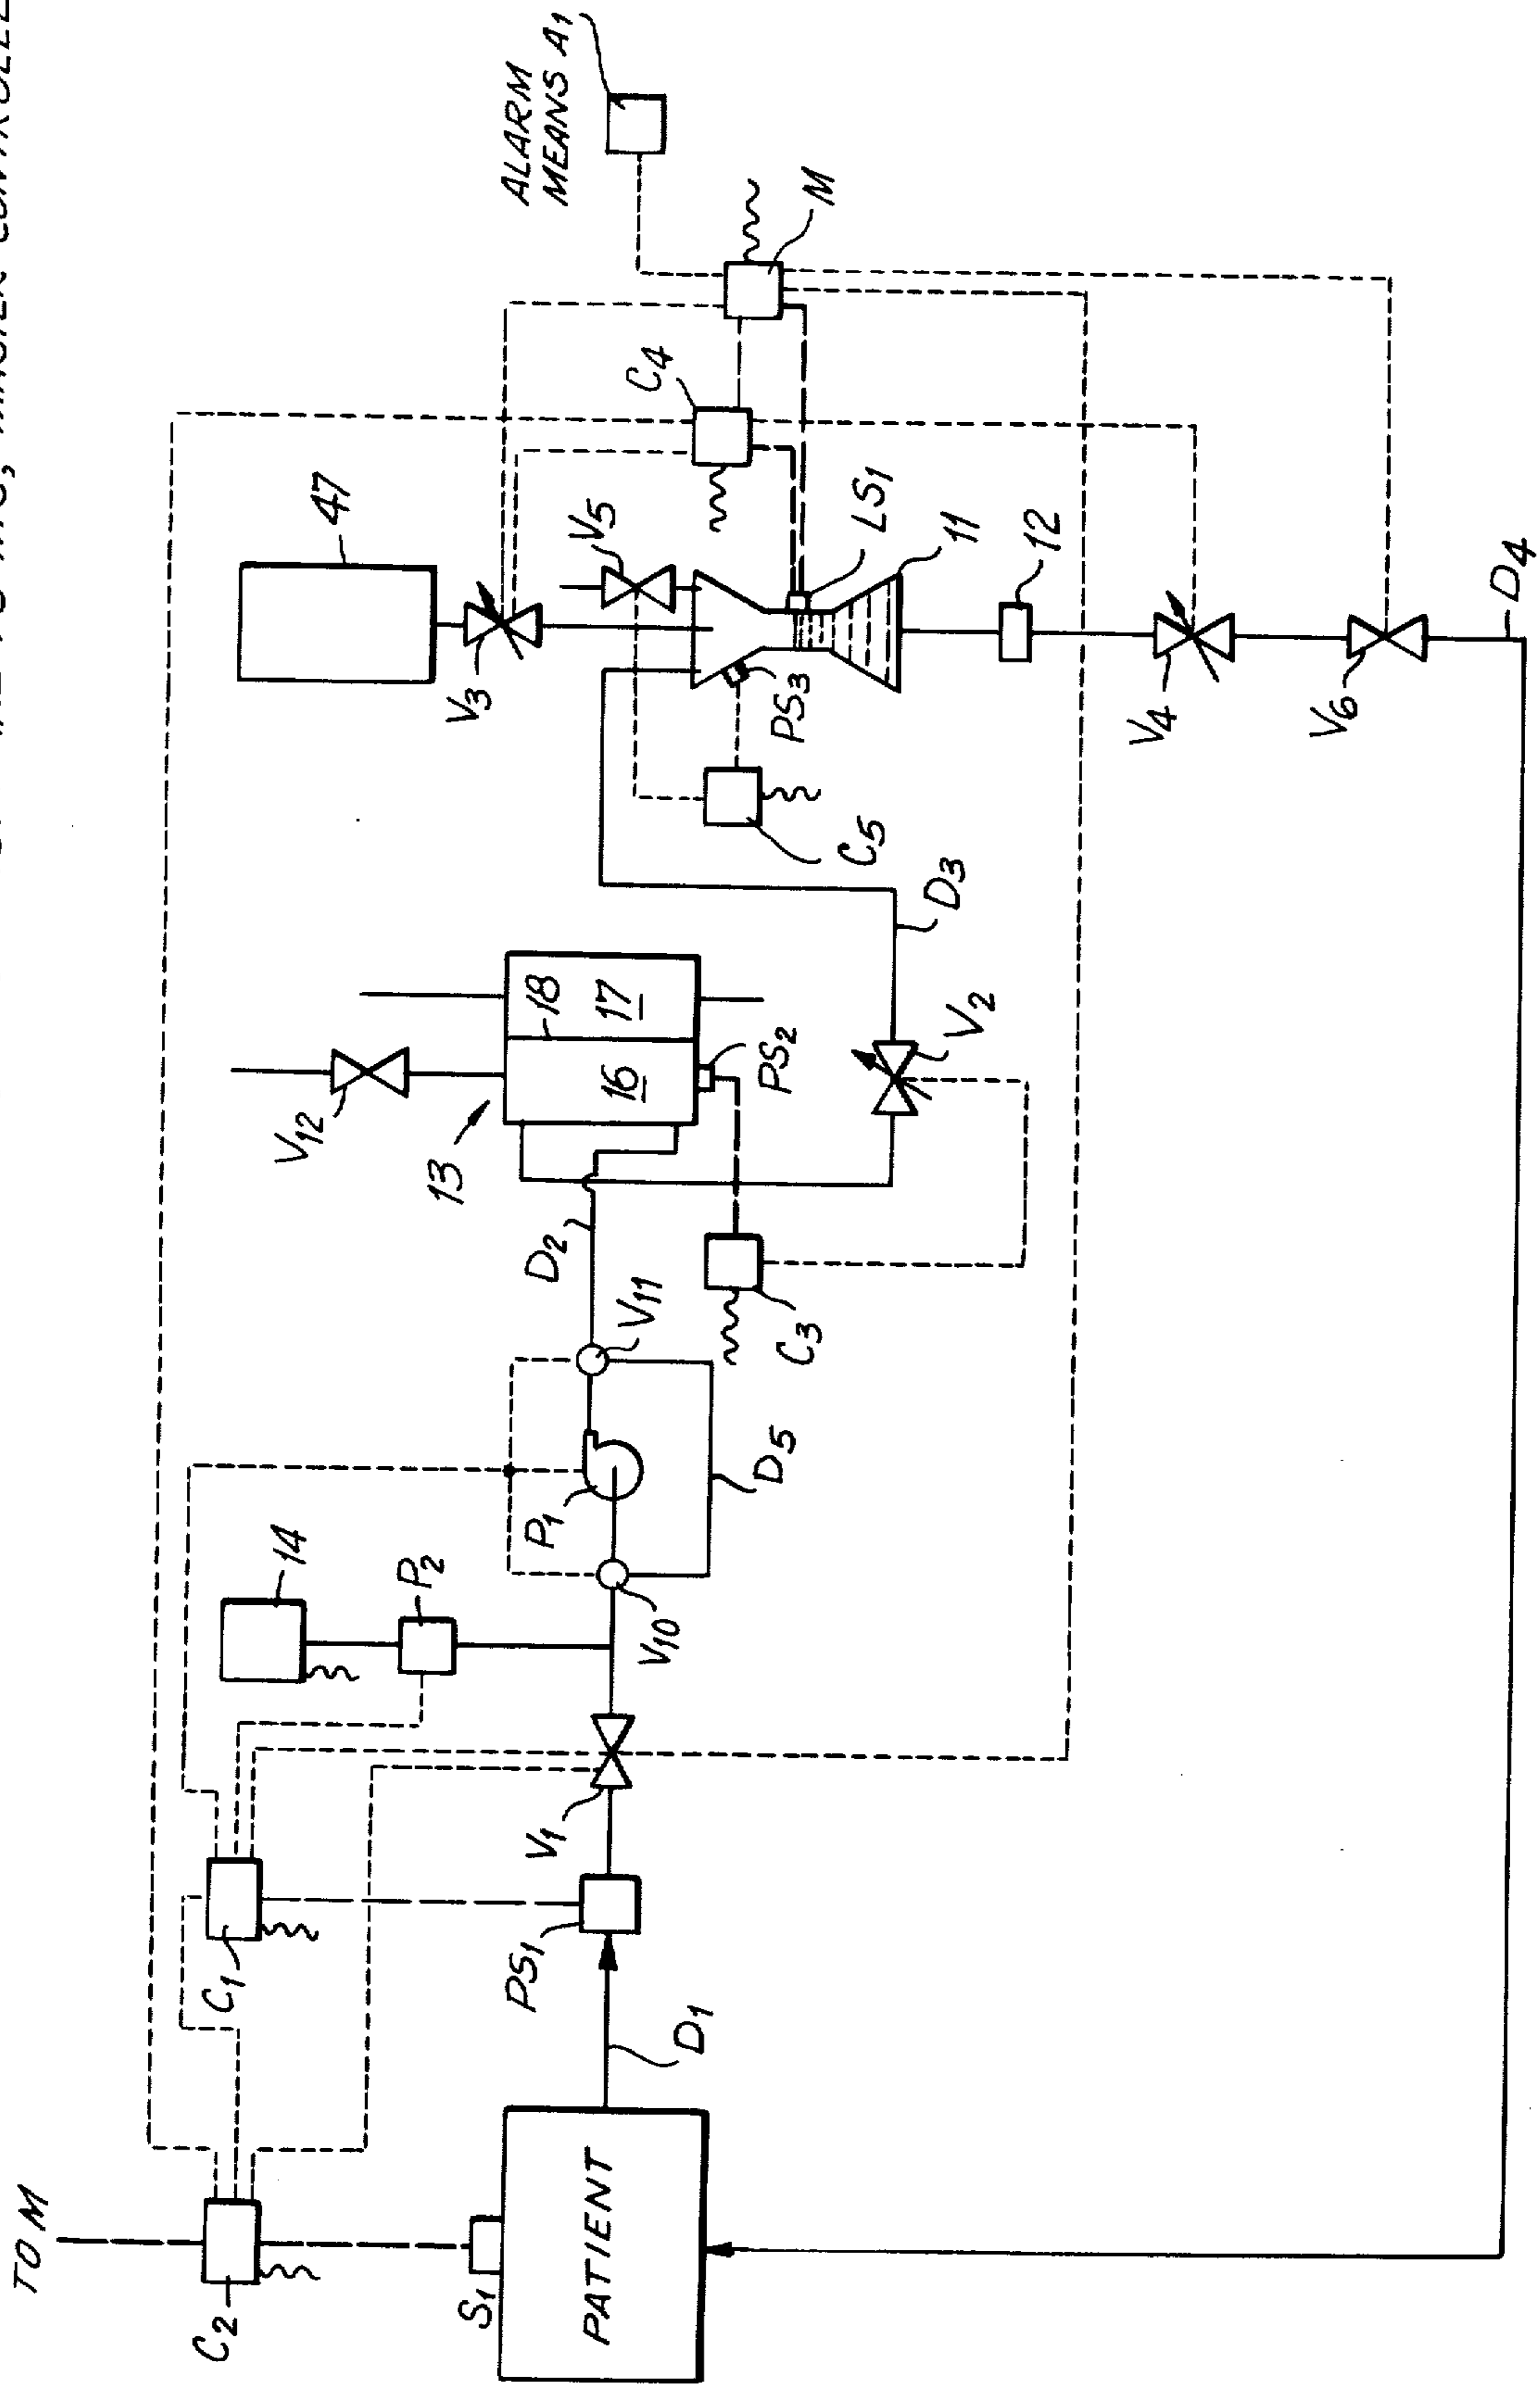 TO M
C2
S1
PATIENT
D1
PS1
C1
V1
14
P2
V10
P1
D5
V11
D2
C3
13
V12
16
18
17
PS2
V2
D3
C5
PS3
V3
47
V5
LS1
11
12
V4
V6
D4
C4
M
ALARM
MEANS A1